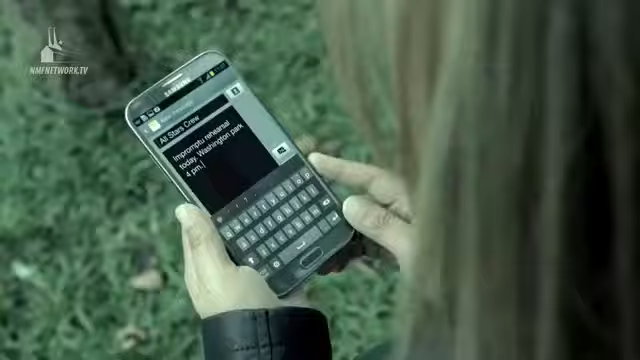 NMFNETWORK.TV
SAMSUNG
All Stars Crew
Impromptu rehearsal
today, Washington park
4 pm.